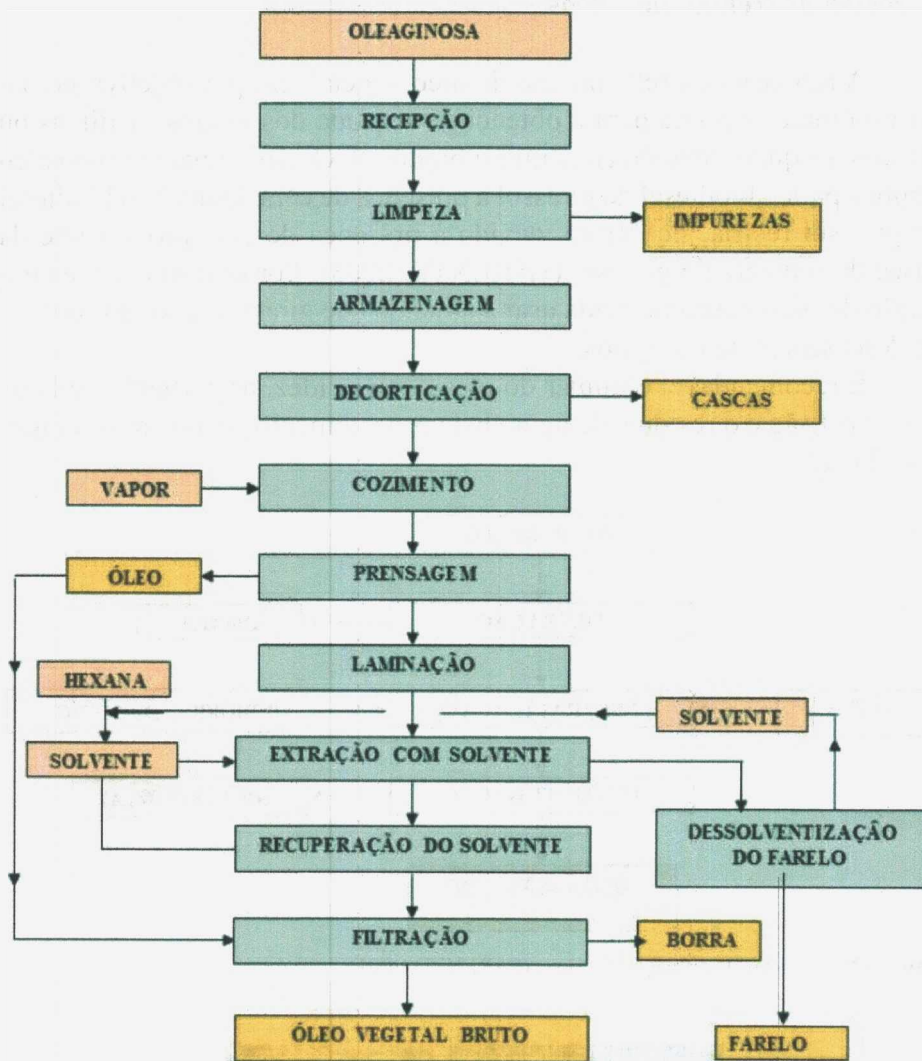 OLEAGINOSA
RECEPÇÃO
LIMPEZA
IMPUREZAS
ARMAZENAGEM
DECORTICAÇÃO
CASCAS
VAPOR
COZIMENTO
ÓLEO
PRENSAGEM
LAMINAÇÃO
HEXANA
SOLVENTE
SOLVENTE
EXTRAÇÃO COM SOLVENTE
RECUPERAÇÃO DO SOLVENTE
DESSOLVENTIZAÇÃO
DO FARELO
FILTRAÇÃO
BORRA
ÓLEO VEGETAL BRUTO
FARELO